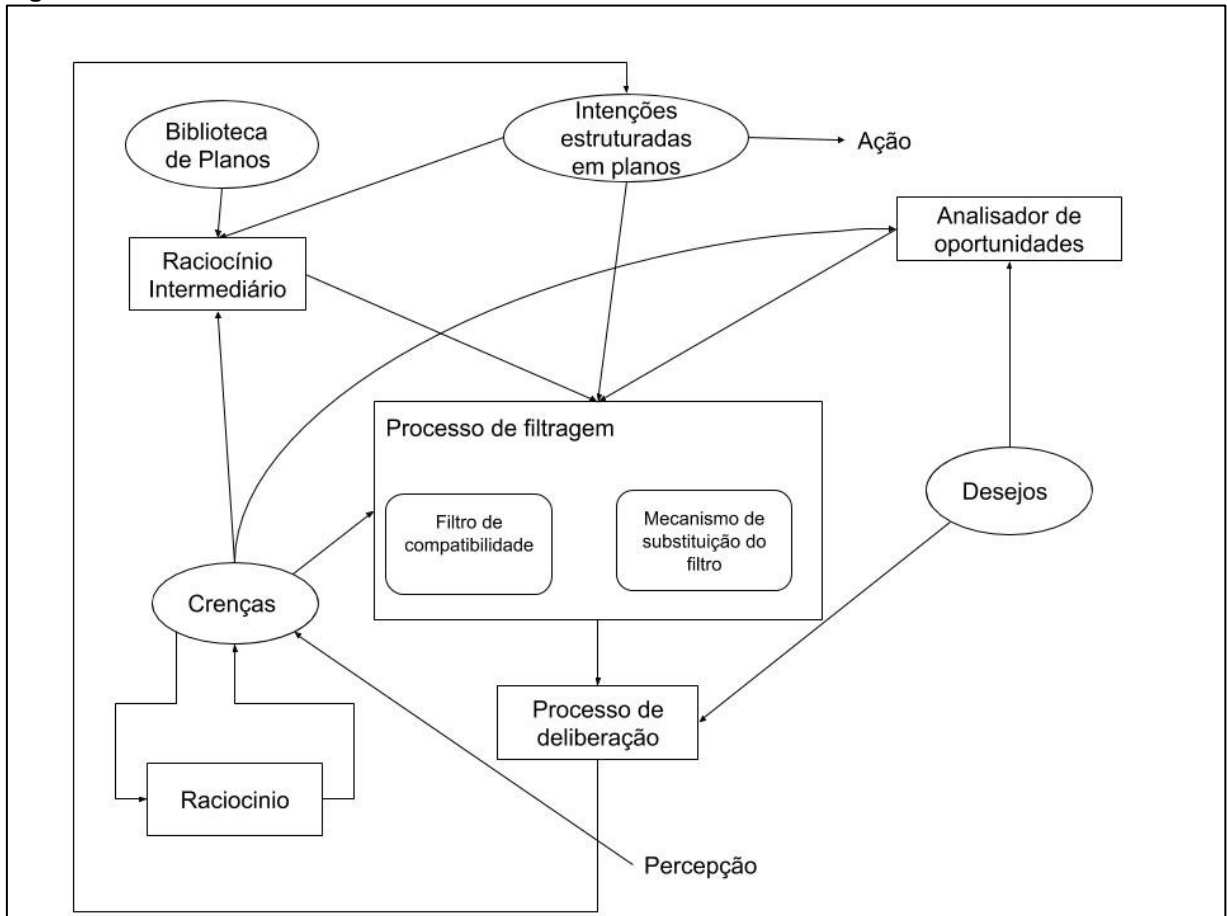 Intenções
estruturadas
em planos
Biblioteca
de Planos
Ação
Analisador de
oportunidades
Raciocínio
Intermediário
Processo de filtragem
Desejos
Filtro de
compatibilidade
Mecanismo de
substituição do
filtro
Crenças
Processo de
deliberação
Raciocinio
Percepção